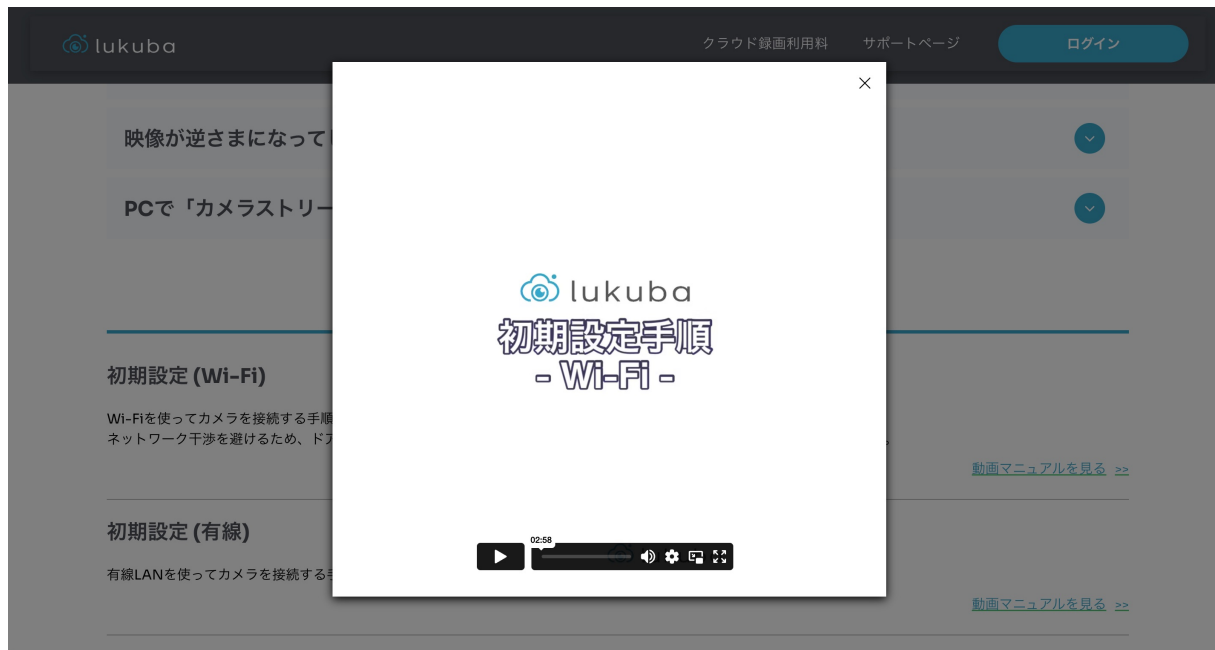 lukuba
クラウド録画利用料
サポートページ
ログイン
映像が逆さまになって
PCで「カメラストリー
lukuba
初期設定手順
- Wi-Fi -
初期設定 (Wi-Fi)
Wi-Fiを使ってカメラを接続する手順
ネットワーク干渉を避けるため、ドア
動画マニュアルを見る >>
初期設定 (有線)
有線LANを使ってカメラを接続する
02:58
動画マニュアルを見る >>